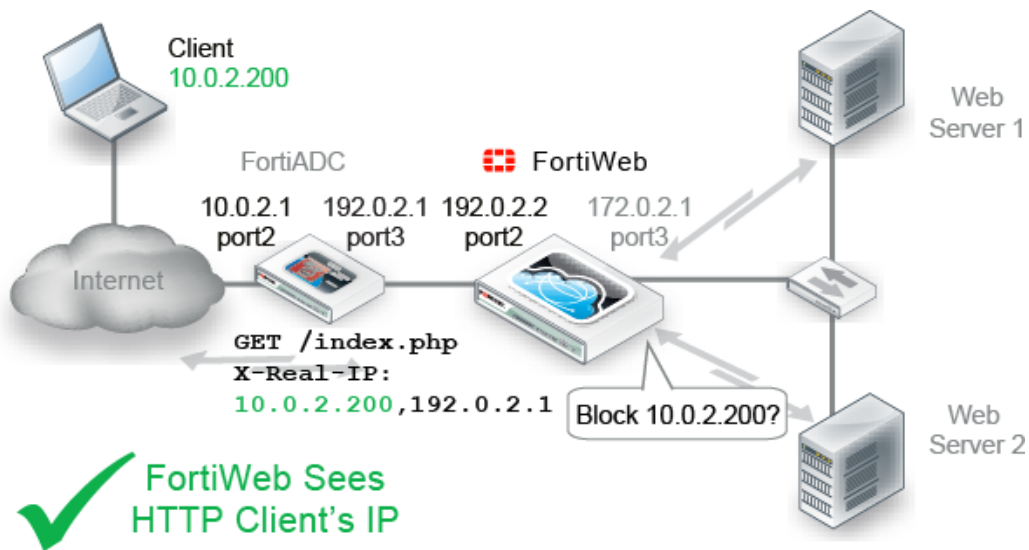 Client
10.0.2.200
Web
Server 1
FortiADC
FortiWeb
10.0.2.1
port2
192.0.2.1
port3
192.0.2.2
port2
172.0.2.1
port3
Internet
GET /index.php
X-Real-IP:
10.0.2.200,192.0.2.1
Block 10.0.2.200?
Web
Server 2
FortiWeb Sees
HTTP Client's IP